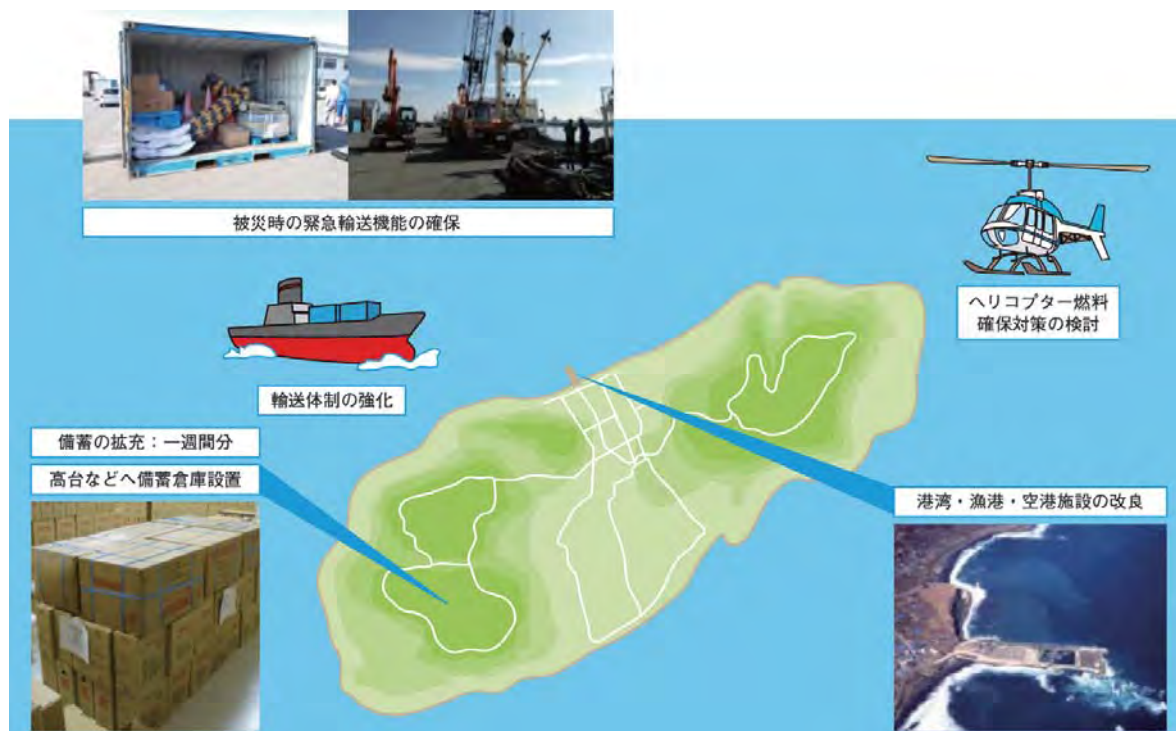 被災時の緊急輸送機能の確保
ヘリコプター燃料
確保対策の検討
輸送体制の強化
備蓄の拡充：一週間分
高台などへ備蓄倉庫設置
港湾・漁港・空港施設の改良